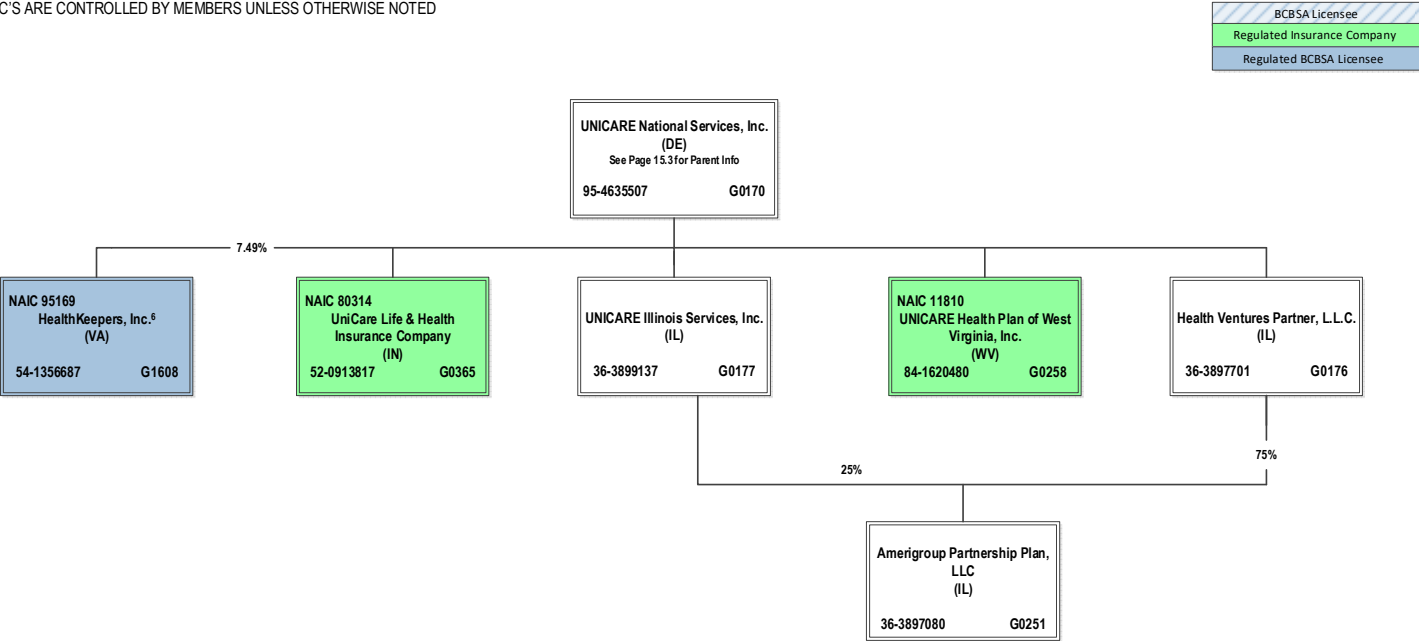 C'S ARE CONTROLLED BY MEMBERS UNLESS OTHERWISE NOTED
BCBSA Licensee
Regulated Insurance Company
Regulated BCBSA Licensee
UNICARE National Services, Inc.
(DE)
See Page 15.3 for Parent Info
95-4635507 G0170
7.49%
NAIC 95169
HealthKeepers, Inc.⁶
(VA)
54-1356687 G1608
NAIC 80314
UniCare Life & Health
Insurance Company
(IN)
52-0913817 G0365
UNICARE Illinois Services, Inc.
(IL)
36-3899137 G0177
NAIC 11810
UNICARE Health Plan of West
Virginia, Inc.
(WV)
84-1620480 G0258
Health Ventures Partner, L.L.C.
(IL)
36-3897701 G0176
25%
75%
Amerigroup Partnership Plan,
LLC
(IL)
36-3897080 G0251